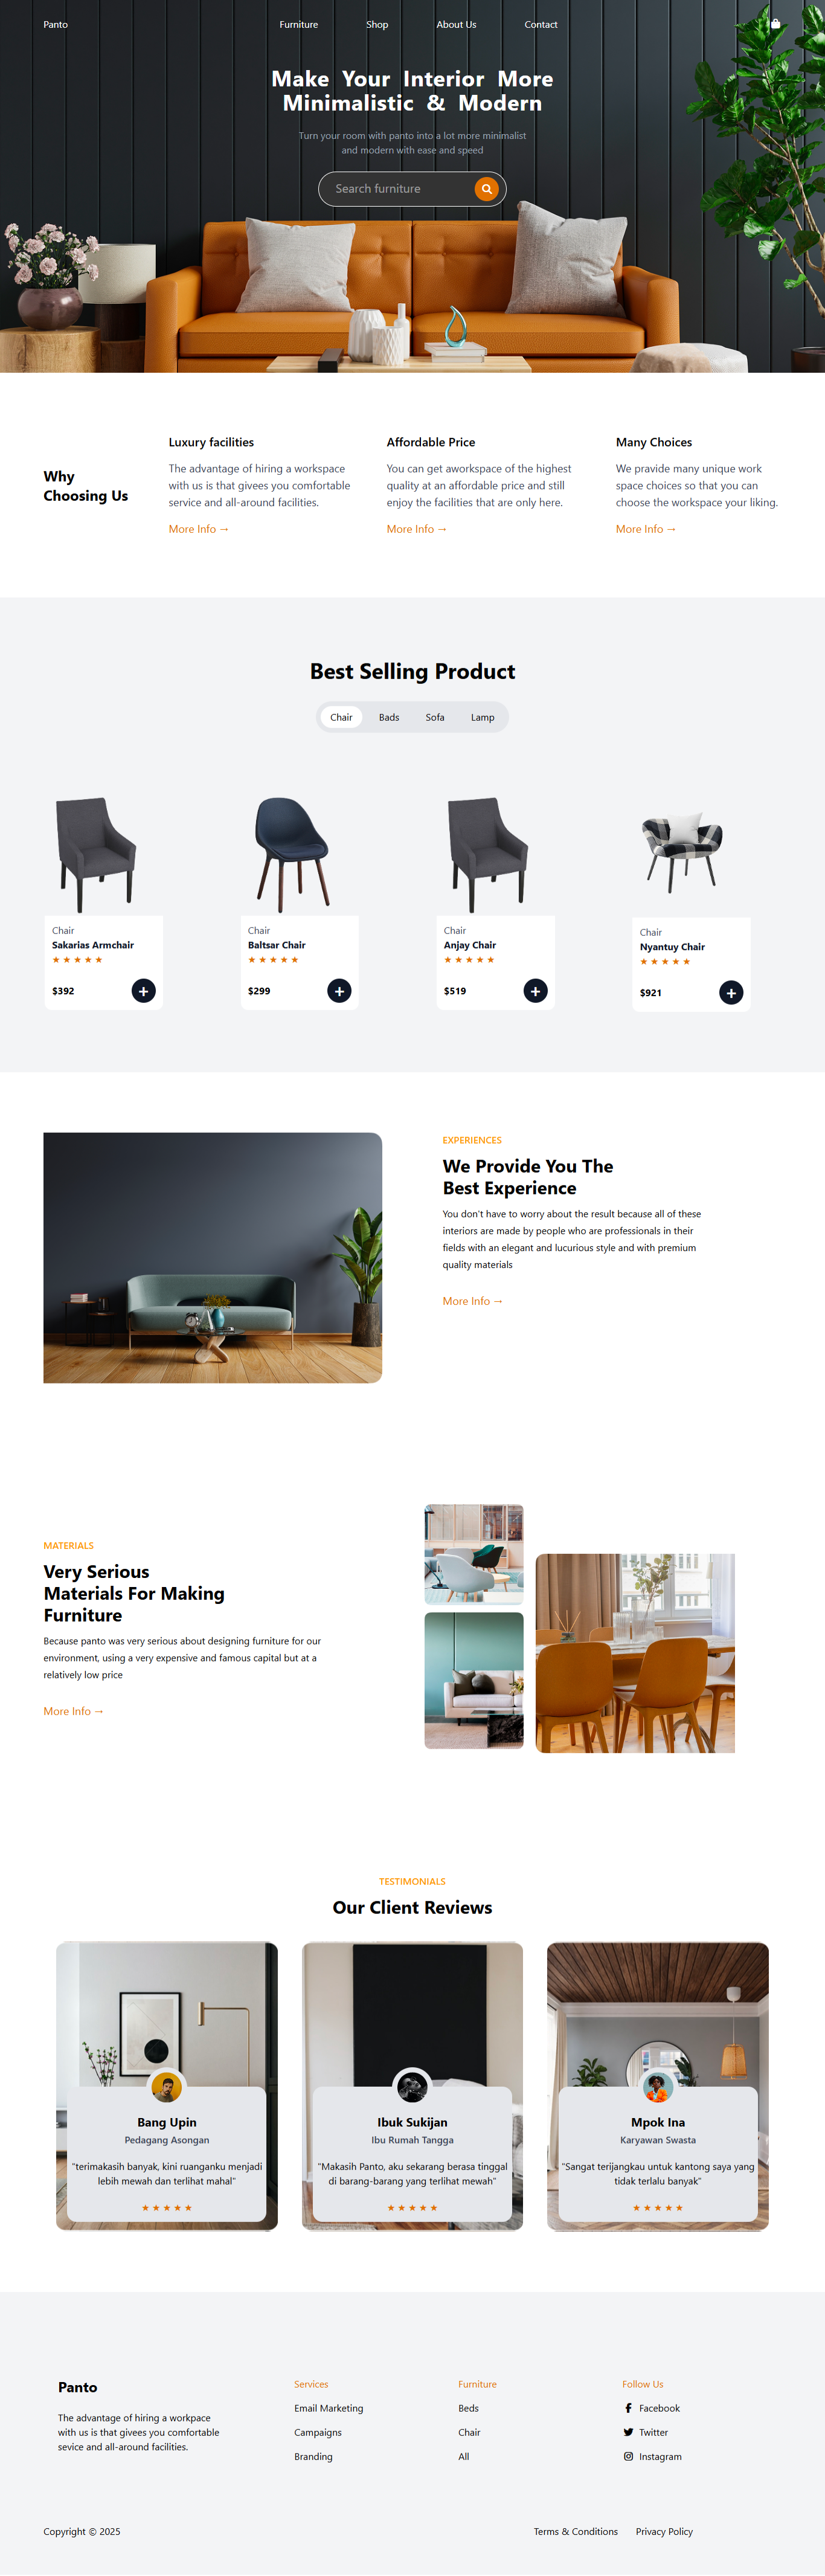 Panto
Furniture
Shop
About Us
Contact
Make Your Interior More
Minimalistic & Modern
Turn your room with panto into a lot more minimalist
and modern with ease and speed
Search furniture
Why
Choosing Us
Luxury facilities
The advantage of hiring a workspace
with us is that givees you comfortable
service and all-around facilities.
More Info →
Affordable Price
You can get aworkspace of the highest
quality at an affordable price and still
enjoy the facilities that are only here.
More Info →
Many Choices
We pravide many unique work
space choices so that you can
choose the workspace your liking.
More Info →
Best Selling Product
Chair
Bads
Sofa
Lamp
Chair
Sakarias Armchair
★ ★ ★ ★ ★
$392
+
Chair
Baltsar Chair
★ ★ ★ ★ ★
$299
+
Chair
Anjay Chair
★ ★ ★ ★ ★
$519
+
Chair
Nyantuy Chair
★ ★ ★ ★ ★
$921
+
EXPERIENCES
We Provide You The
Best Experience
You don't have to worry about the result because all of these
interiors are made by people who are professionals in their
fields with an elegant and lucurious style and with premium
quality materials
More Info →
MATERIALS
Very Serious
Materials For Making
Furniture
Because panto was very serious about designing furniture for our
environment, using a very expensive and famous capital but at a
relatively low price
More Info →
TESTIMONIALS
Our Client Reviews
Bang Upin
Pedagang Asongan
"terimakasih banyak, kini ruanganku menjadi
lebih mewah dan terlihat mahal"
★ ★ ★ ★ ★
Ibuk Sukijan
Ibu Rumah Tangga
"Makasih Panto, aku sekarang berasa tinggal
di barang-barang yang terlihat mewah"
★ ★ ★ ★ ★
Mpok Ina
Karyawan Swasta
"Sangat terijangkau untuk kantong saya yang
tidak terlalu banyak"
★ ★ ★ ★ ★
Panto
The advantage of hiring a workpace
with us is that givees you comfortable
sevice and all-around facilities.
Services
Email Marketing
Campaigns
Branding
Furniture
Beds
Chair
All
Follow Us
Facebook
Twitter
Instagram
Copyright © 2025
Terms & Conditions
Privacy Policy